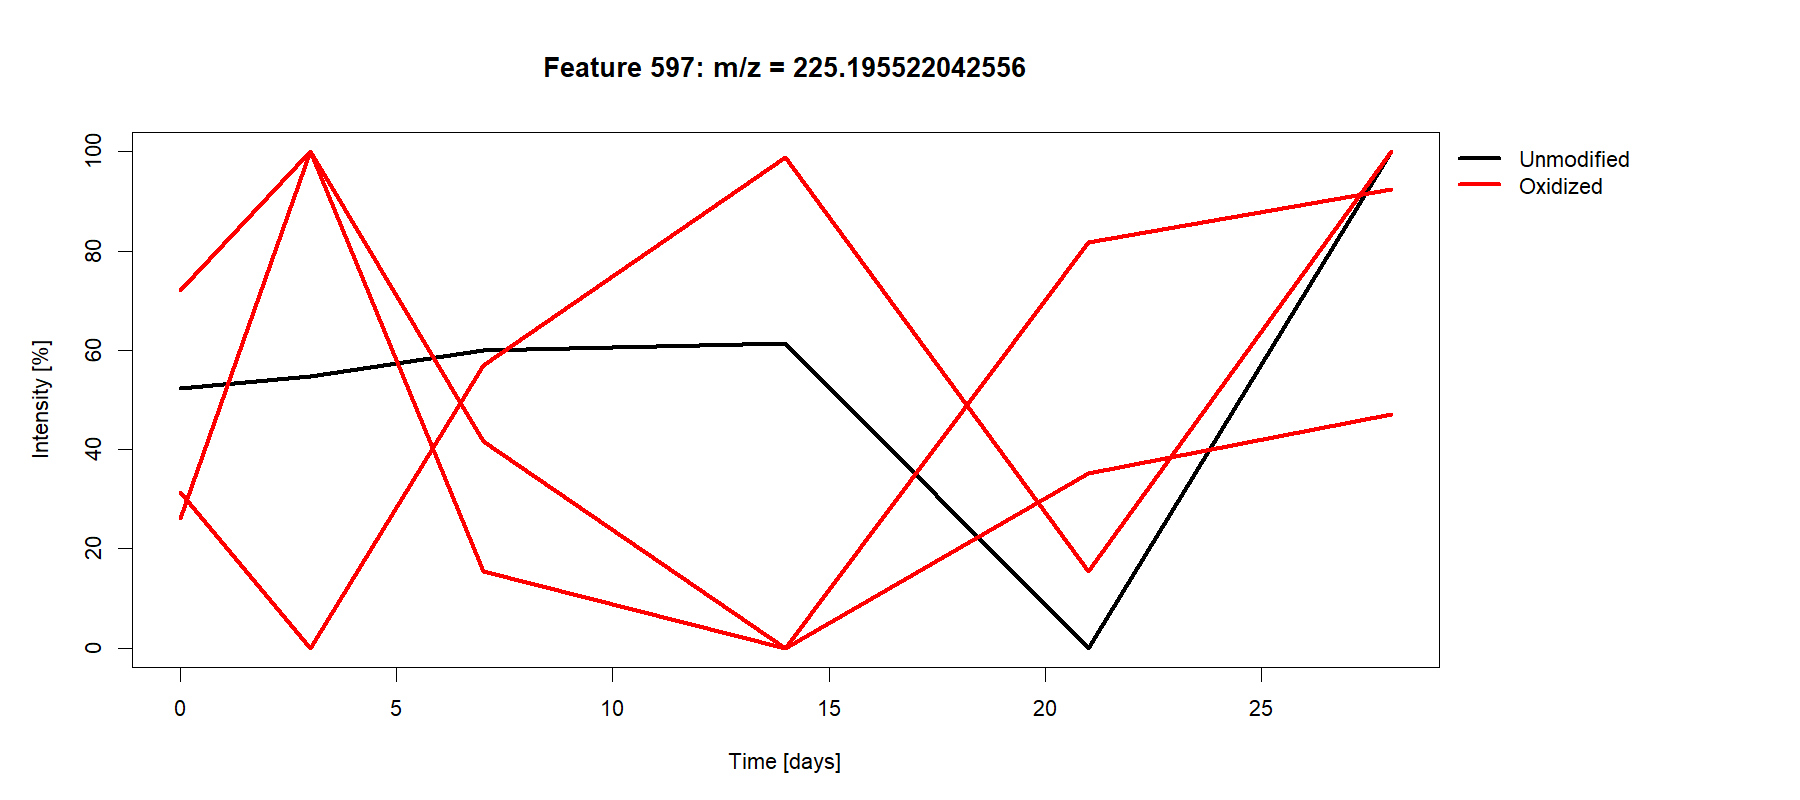 Feature 597: m/z = 225.195522042556
Unmodified
Oxidized
100
80
60
40
20
0
Intensity [%]
0 5 10 15 20 25
Time [days]